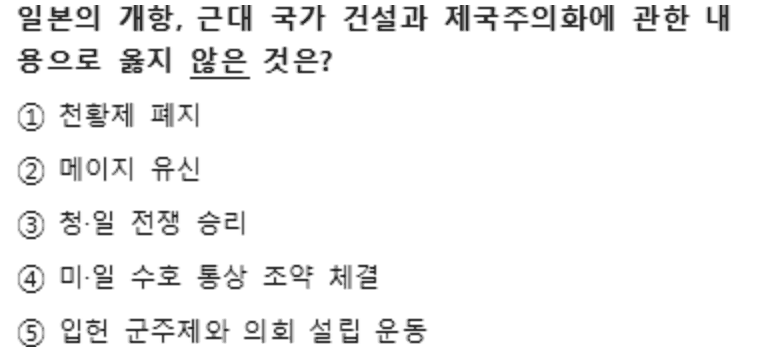 일본의 개항, 근대 국가 건설과 제국주의화에 관한 내
용으로 옳지 않은 것은?
① 천황제 폐지
② 메이지 유신
③ 청·일 전쟁 승리
④ 미·일 수호 통상 조약 체결
⑤ 입헌 군주제와 의회 설립 운동